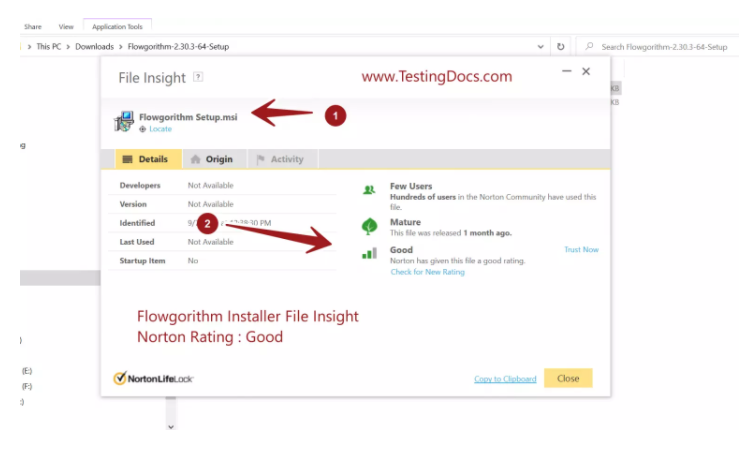 Share View Application Tools
> This PC > Downloads > Flowgorithm-2.30.3-64-Setup
Search Flowgorithm-2.30.3-64-Setup
File Insight ?
www.TestingDocs.com
KB
KB
Flowgorithm Setup.msi
1
Locate
Details Origin Activity
Developers Not Available
Version Not Available
Identified 9/ 2 PM
Last Used Not Available
Startup Item No
Few Users
Hundreds of users in the Norton Community have used this
file.
Mature
This file was released 1 month ago.
Good Trust Now
Norton has given this file a good rating.
Check for New Rating
Flowgorithm Installer File Insight
Norton Rating : Good
(E:)
(F:)
NortonLifeLock
Copy to Clipboard Close